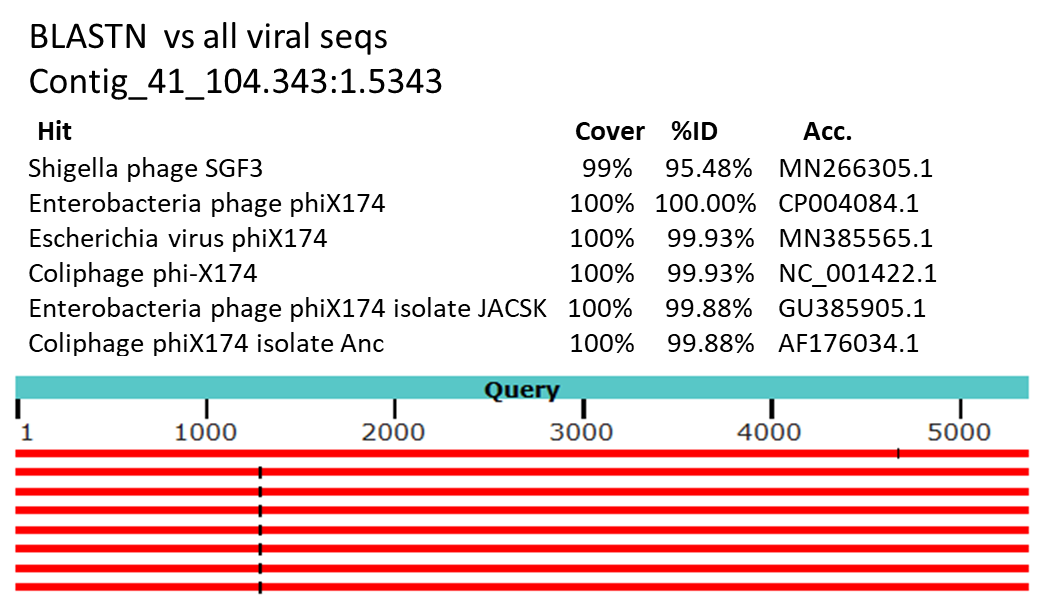 BLASTN vs all viral seqs
Contig_41_104.343:1.5343
Hit Cover %ID Acc.
Shigella phage SGF3 99% 95.48% MN266305.1
Enterobacteria phage phiX174 100% 100.00% CP004084.1
Escherichia virus phiX174 100% 99.93% MN385565.1
Coliphage phi-X174 100% 99.93% NC_001422.1
Enterobacteria phage phiX174 isolate JACSK 100% 99.88% GU385905.1
Coliphage phiX174 isolate Anc 100% 99.88% AF176034.1
Query
1 1000 2000 3000 4000 5000